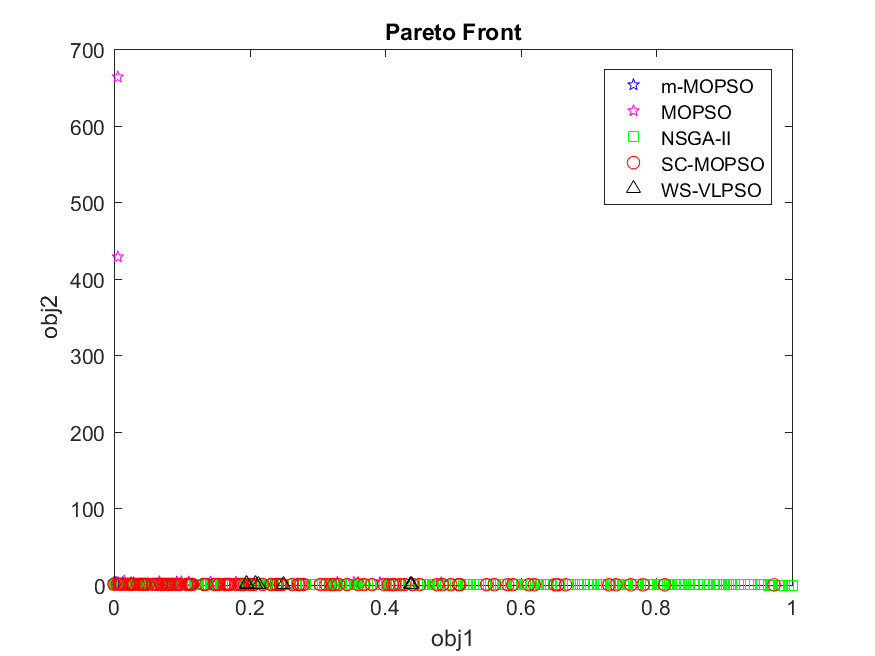 Pareto Front
700
600
500
400
300
200
100
0
obj2
m-MOPSO
MOPSO
NSGA-II
SC-MOPSO
WS-VLPSO
0 0.2 0.4 0.6 0.8 1
obj1